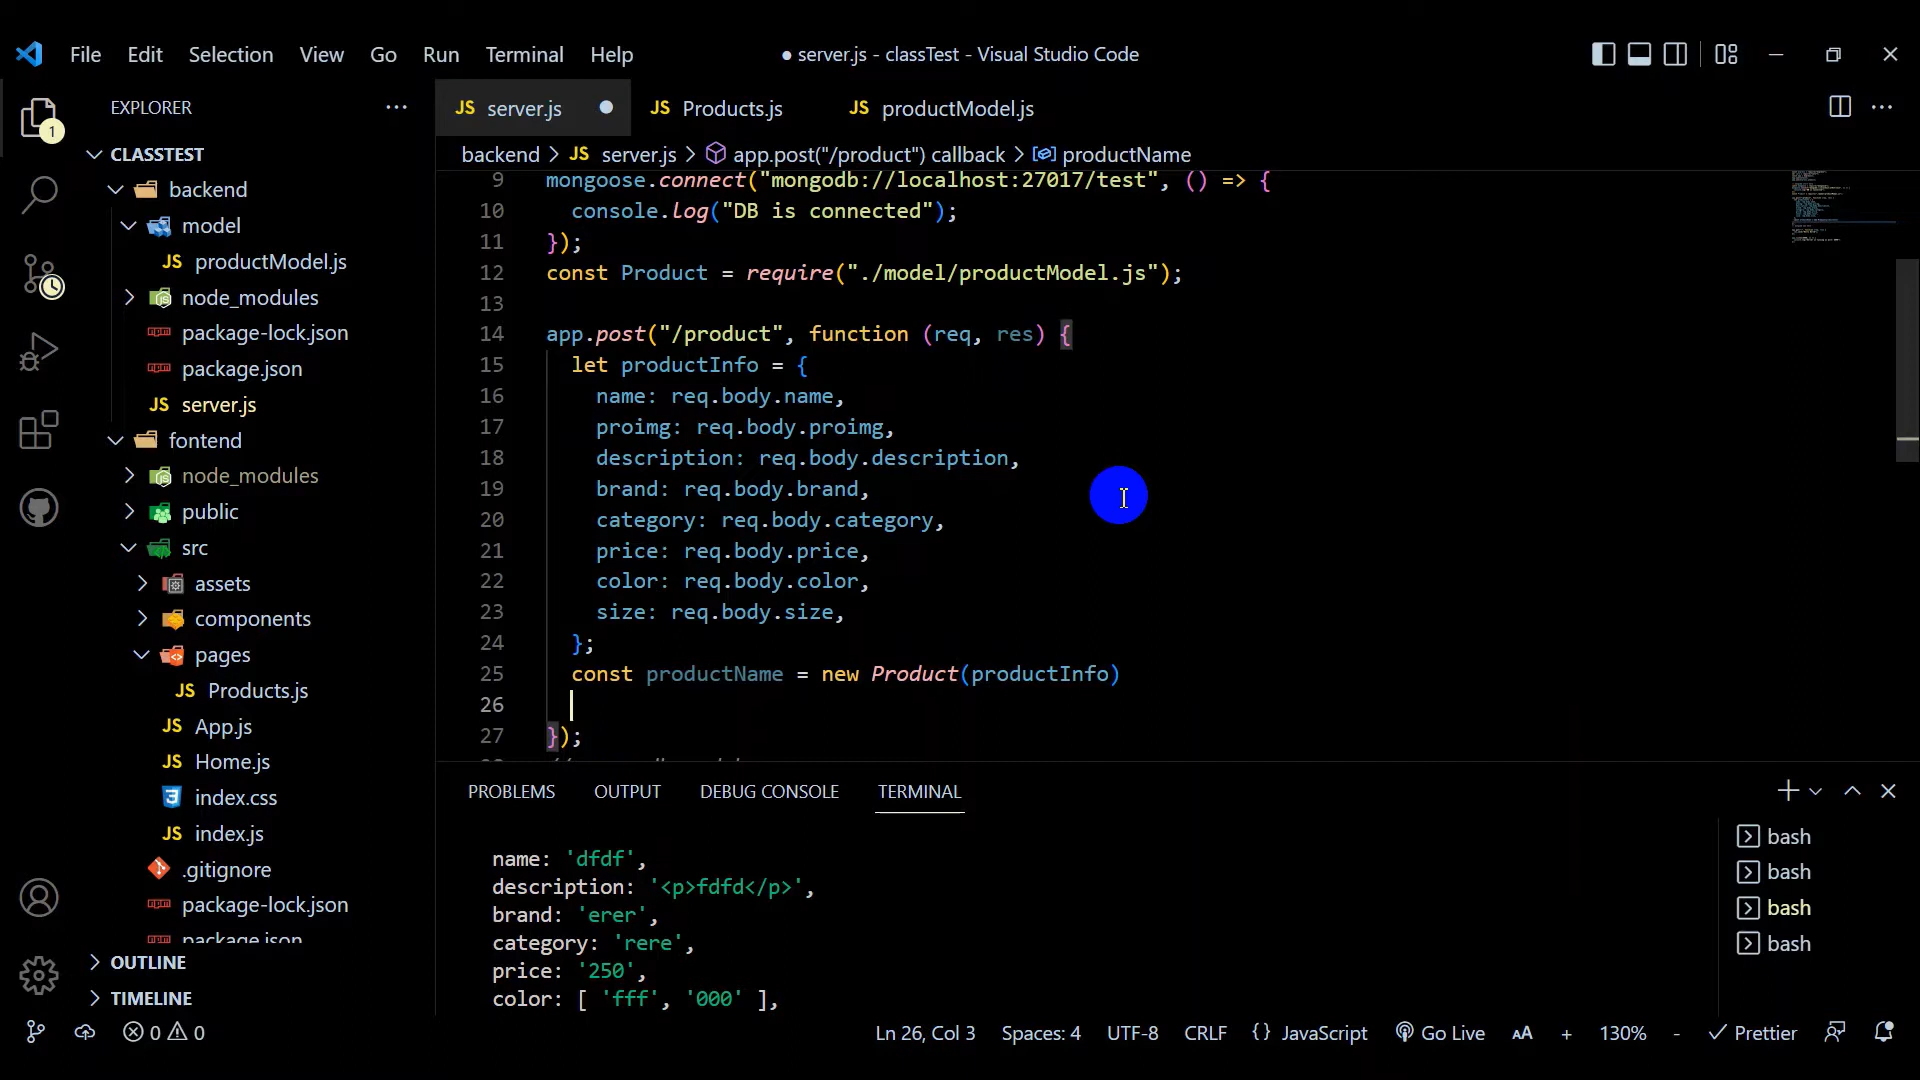 File Edit Selection View Go Run Terminal Help
● server.js - classTest - Visual Studio Code
EXPLORER
1
CLASSTEST
backend
model
JS productModel.js
node_modules
package-lock.json
package.json
JS server.js
fontend
node_modules
public
src
assets
components
pages
JS Products.js
JS App.js
JS Home.js
index.css
JS index.js
.gitignore
package-lock.json
package.json
OUTLINE
TIMELINE
JS server.js JS Products.js JS productModel.js
backend > JS server.js > app.post("/product") callback > productName
9 mongoose.connect("mongodb://localhost:27017/test", () => {
10 console.log("DB is connected");
11 });
12 const Product = require("./model/productModel.js");
13
14 app.post("/product", function (req, res) {
15 let productInfo = {
16 name: req.body.name,
17 proimg: req.body.proimg,
18 description: req.body.description,
19 brand: req.body.brand,
20 category: req.body.category,
21 price: req.body.price,
22 color: req.body.color,
23 size: req.body.size,
24 };
25 const productName = new Product(productInfo)
26
27 });
PROBLEMS OUTPUT DEBUG CONSOLE TERMINAL
name: 'dfdf',
description: '<p>fdfd</p>',
brand: 'erer',
category: 'rere',
price: '250',
color: [ 'fff', '000' ],
bash
bash
bash
bash
0 0
Ln 26, Col 3 Spaces: 4 UTF-8 CRLF {} JavaScript Go Live AA + 130% - Prettier